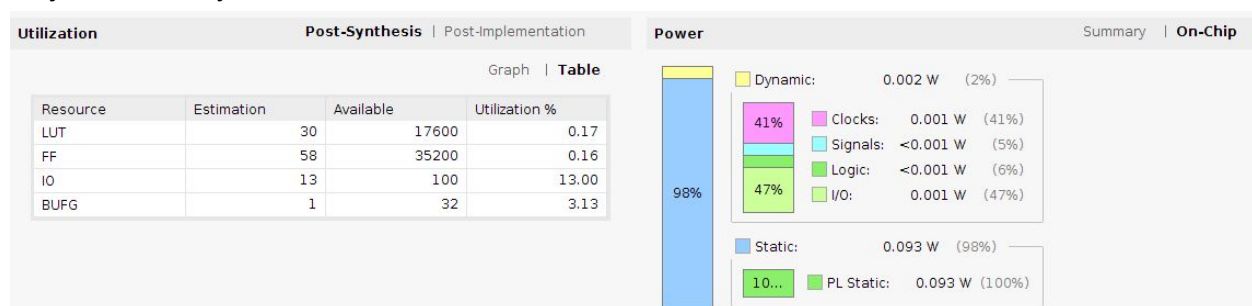 Utilization Post-Synthesis | Post-Implementation
Graph | Table
Resource Estimation Available Utilization %
LUT 30 17600 0.17
FF 58 35200 0.16
IO 13 100 13.00
BUFG 1 32 3.13
Power Summary | On-Chip
98%
Dynamic: 0.002 W (2%)
41%
47%
Clocks: 0.001 W (41%)
Signals: <0.001 W (5%)
Logic: <0.001 W (6%)
I/O: 0.001 W (47%)
Static: 0.093 W (98%)
10... PL Static: 0.093 W (100%)